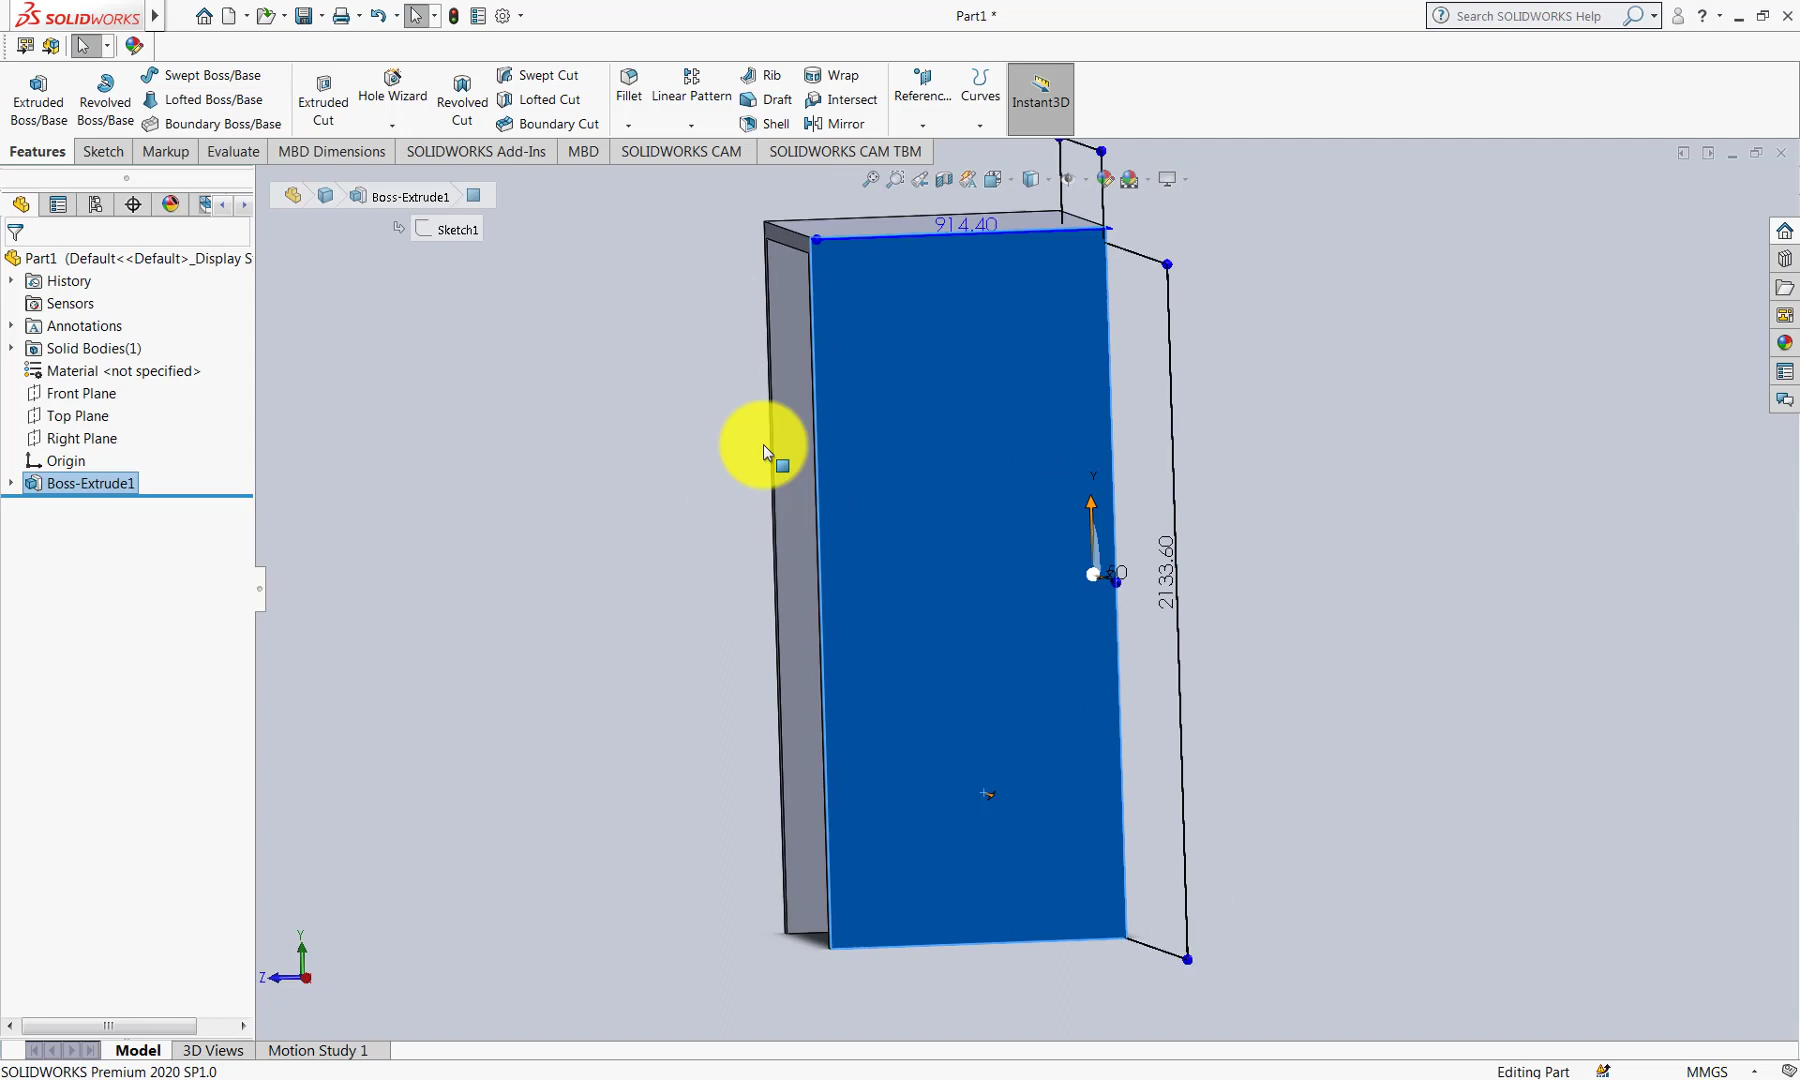 SOLIDWORKS
Part1 *
Search SOLIDWORKS Help
Extruded Boss/Base
Revolved Boss/Base
Swept Boss/Base
Lofted Boss/Base
Boundary Boss/Base
Extruded Cut
Hole Wizard
Revolved Cut
Swept Cut
Lofted Cut
Boundary Cut
Fillet
Linear Pattern
Rib
Draft
Shell
Wrap
Intersect
Mirror
Referenc...
Curves
Instant3D
Features
Sketch
Markup
Evaluate
MBD Dimensions
SOLIDWORKS Add-Ins
MBD
SOLIDWORKS CAM
SOLIDWORKS CAM TBM
Boss-Extrude1
Sketch1
Part1 (Default<<Default>_Display S
History
Sensors
Annotations
Solid Bodies(1)
Material <not specified>
Front Plane
Top Plane
Right Plane
Origin
Boss-Extrude1
914.40
Y
2133.60
Y
Z
Model
3D Views
Motion Study 1
SOLIDWORKS Premium 2020 SP1.0
Editing Part
MMGS